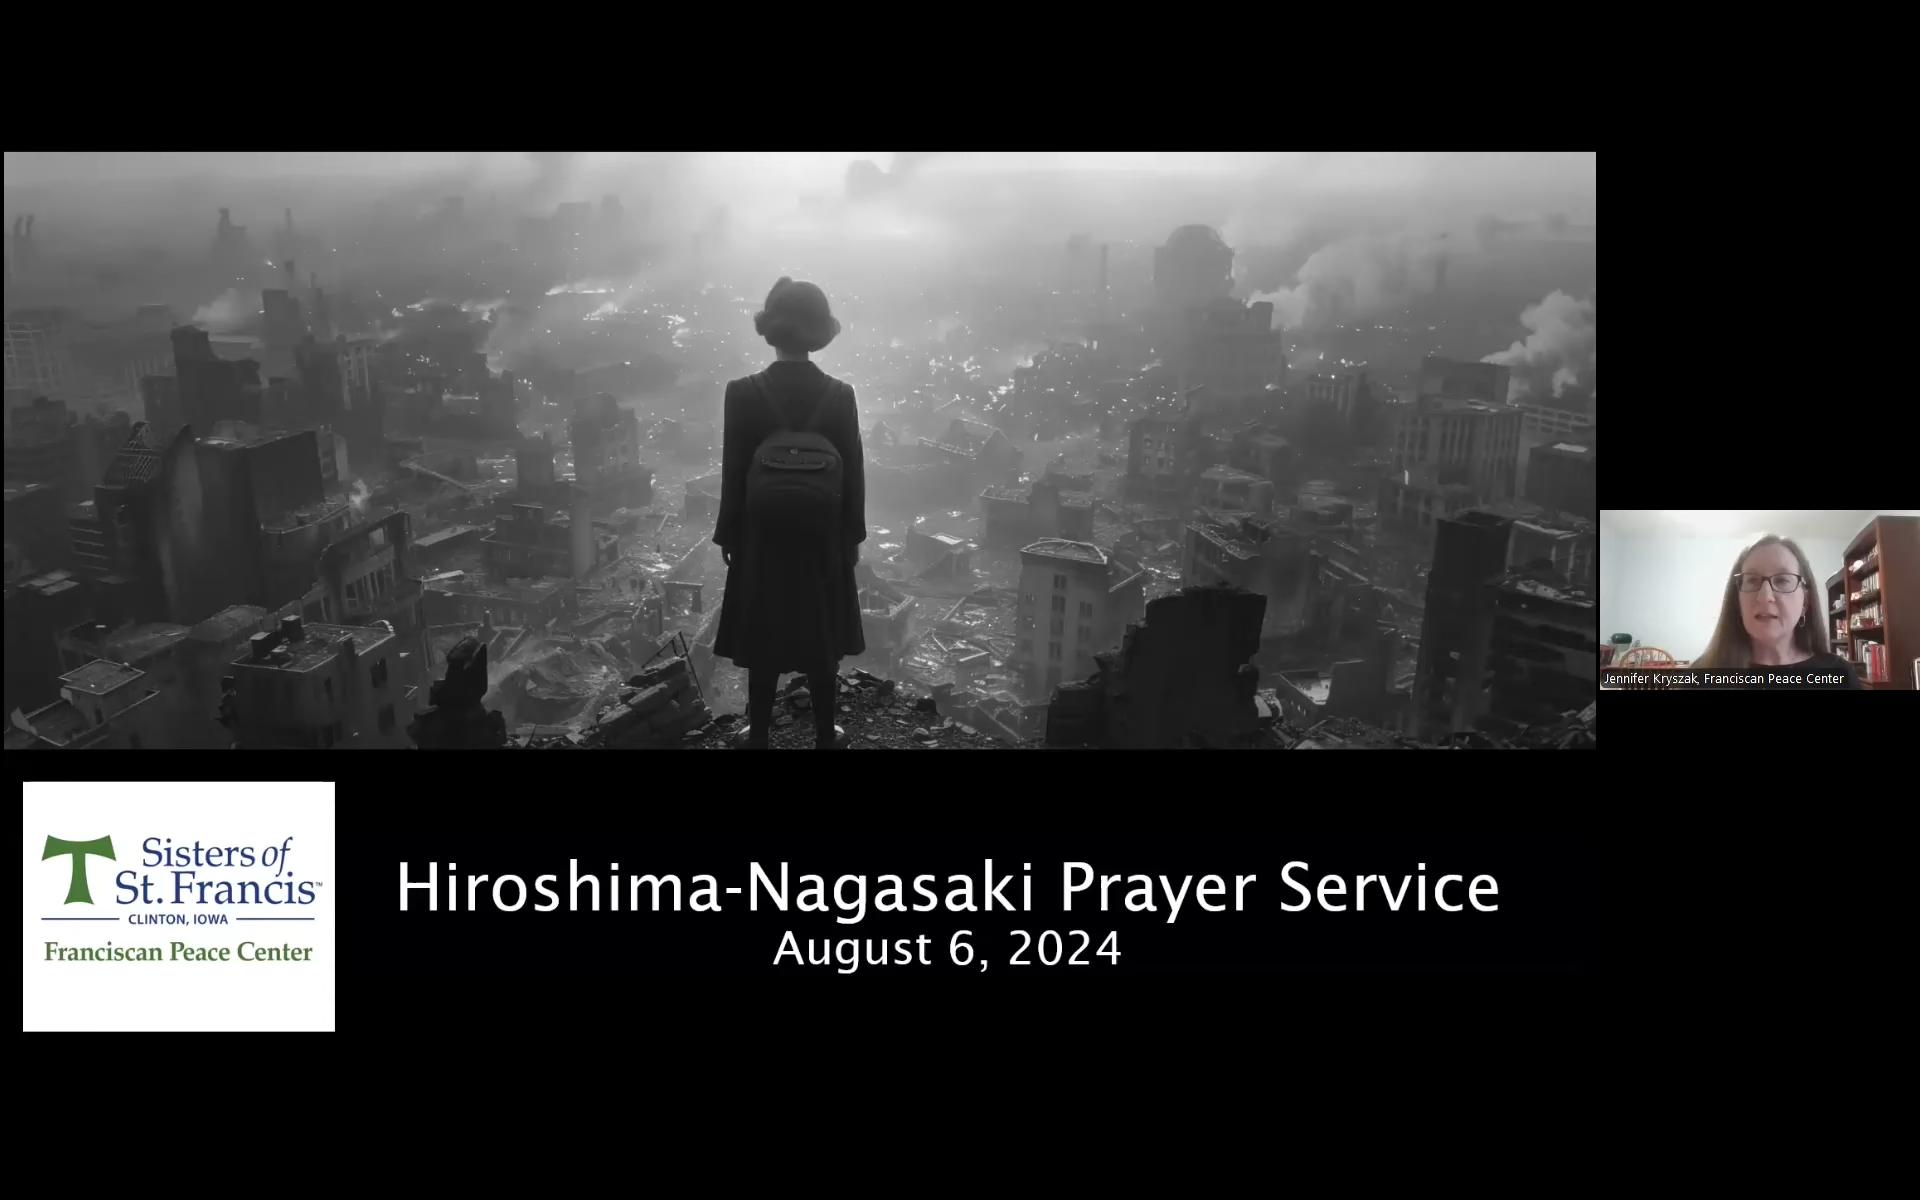 Jennifer Kryszak, Franciscan Peace Center
Sisters of
St. Francis™
CLINTON, IOWA
Franciscan Peace Center
Hiroshima-Nagasaki Prayer Service
August 6, 2024